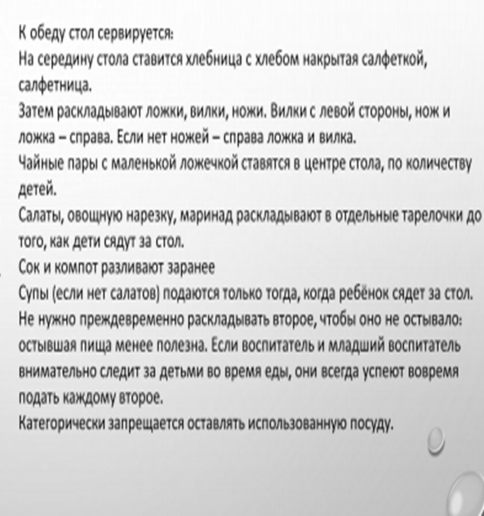 К обеду стол сервируется:
На середину стола ставится хлебница с хлебом накрытая салфеткой,
салфетница.
Затем раскладывают ложки, вилки, ножи. Вилки с левой стороны, нож и
ложка – справа. Если нет ножей – справа ложка и вилка.
Чайные пары с маленькой ложечкой ставятся в центре стола, по количеству
детей.
Салаты, овощную нарезку, маринад раскладывают в отдельные тарелочки до
того, как дети сядут за стол.
Сок и компот разливают заранее
Супы (если нет салатов) подаются только тогда, когда ребёнок сядет за стол.
Не нужно преждевременно раскладывать второе, чтобы оно не остывало:
остывшая пища менее полезна. Если воспитатель и младший воспитатель
внимательно следит за детьми во время еды, они всегда успеют вовремя
подать каждому второе.
Категорически запрещается оставлять использованную посуду.